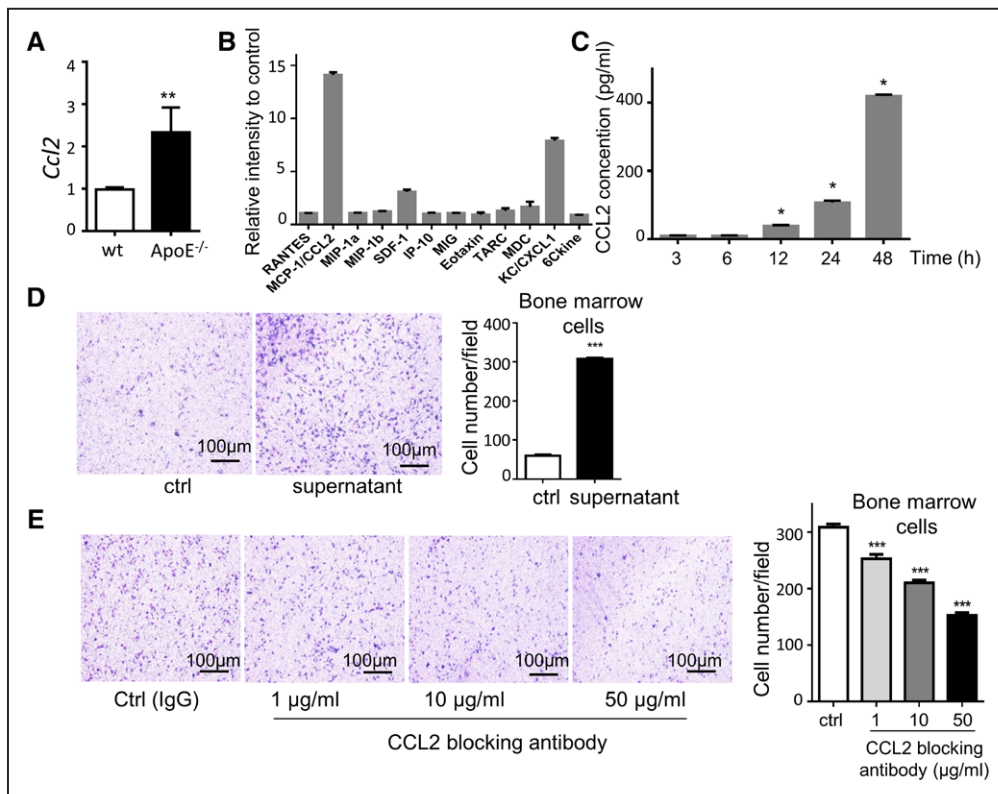 A
Ccl2
4
3
2
1
0
**
wt
ApoE-/-
B
Relative intensity to control
15
10
5
0
RANTES
MCP-1/CCL2
MIP-1a
MIP-1b
SDF-1
IP-10
MIG
Eotaxin
TARC
MDC
KC/CXCL1
6Ckine
C
CCL2 concention (pg/ml)
400
200
0
*
*
*
3 6 12 24 48 Time (h)
D
100µm
100µm
ctrl
supernatant
Bone marrow
cells
Cell number/field
400
300
200
100
0
***
ctrl supernatant
E
100µm
100µm
100µm
100µm
Ctrl (IgG)
1 µg/ml
10 µg/ml
50 µg/ml
CCL2 blocking antibody
Bone marrow
cells
Cell number/field
300
200
100
0
***
***
***
ctrl 1 10 50
CCL2 blocking
antibody (µg/ml)